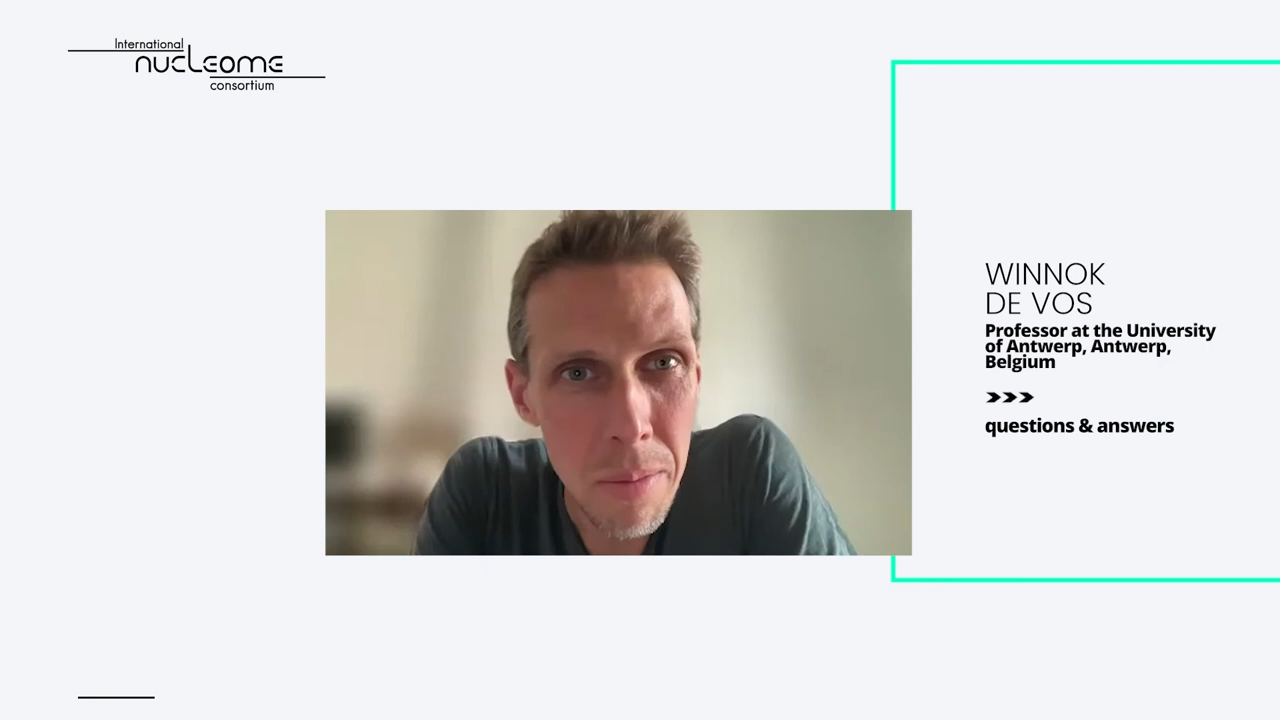 International
nucleome
consortium
WINNOK
DE VOS
Professor at the University
of Antwerp, Antwerp,
Belgium
questions & answers